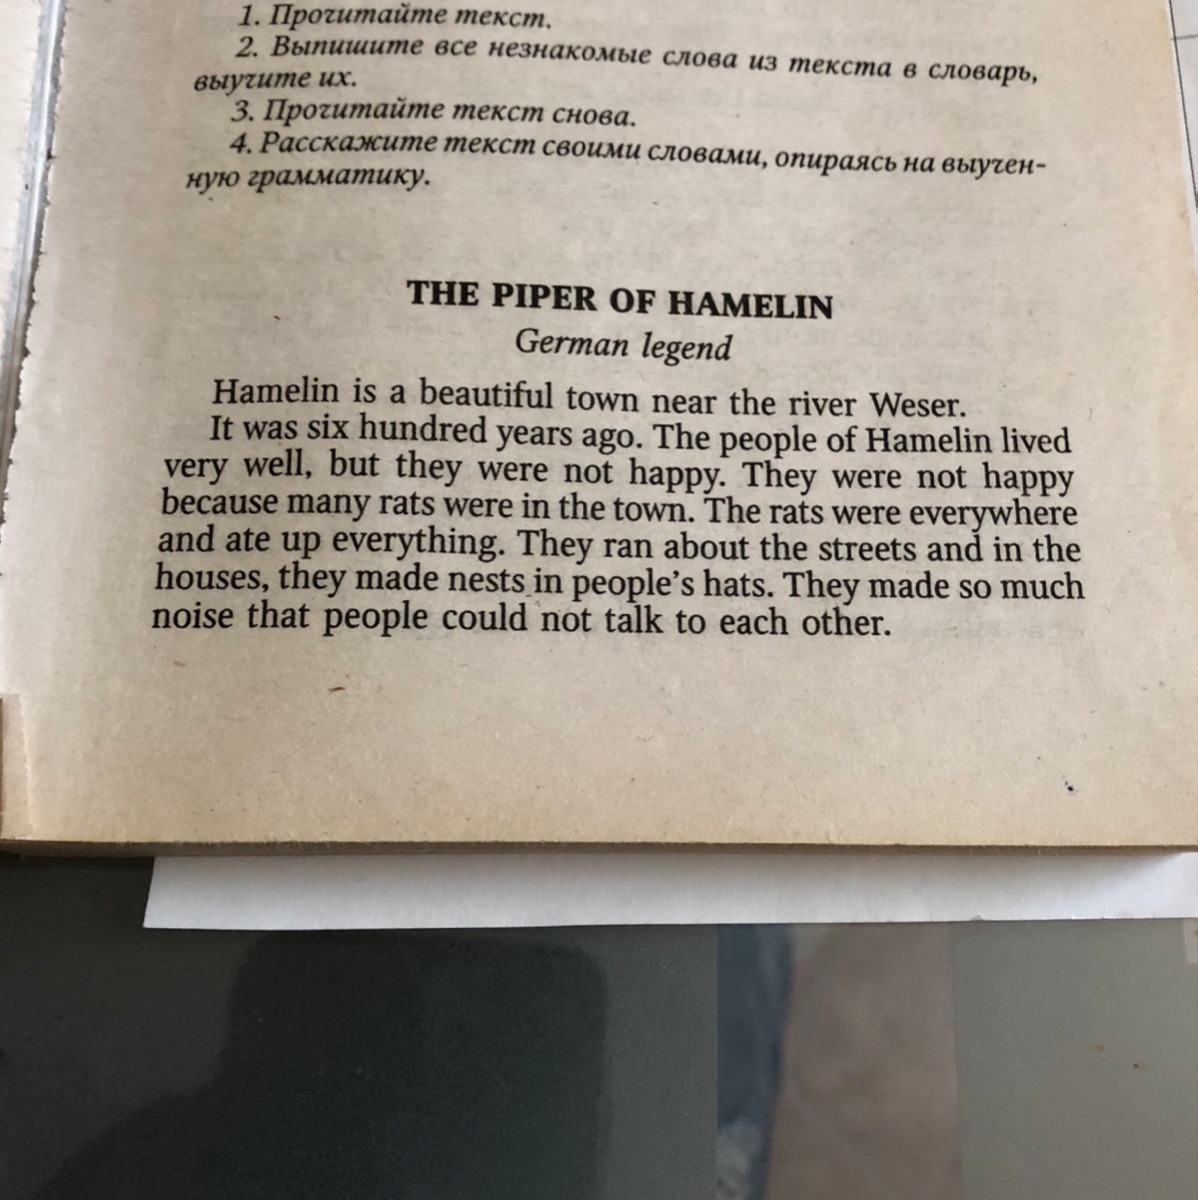 1. Прочитайте текст.
2. Выпишите все незнакомые слова из текста в словарь,
выучите их.
3. Прочитайте текст снова.
4. Расскажите текст своими словами, опираясь на выучен-
ную грамматику.
THE PIPER OF HAMELIN
German legend
Hamelin is a beautiful town near the river Weser.
It was six hundred years ago. The people of Hamelin lived
very well, but they were not happy. They were not happy
because many rats were in the town. The rats were everywhere
and ate up everything. They ran about the streets and in the
houses, they made nests in people's hats. They made so much
noise that people could not talk to each other.